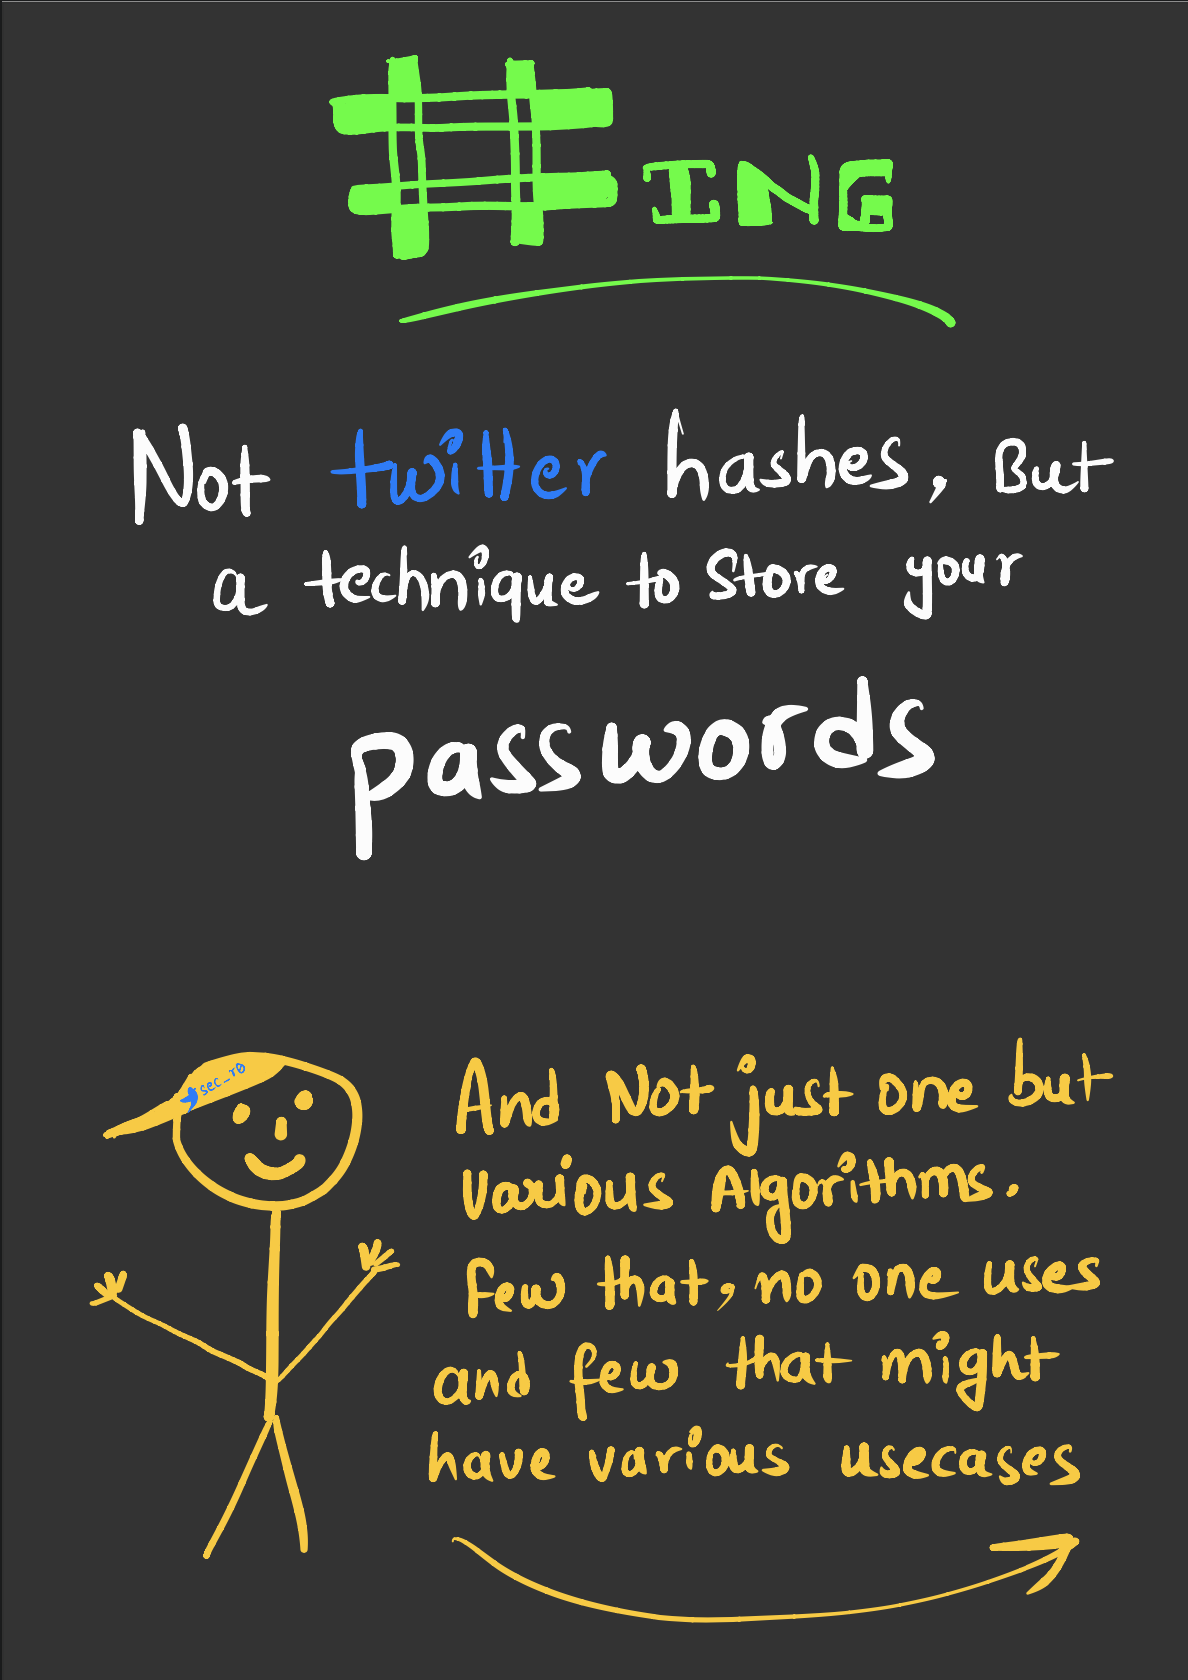 #ING
Not twitter hashes, But
a technique to store your
passwords
sec_r0
And Not just one but
various Algorithms.
Few that, no one uses
and few that might
have various usecases